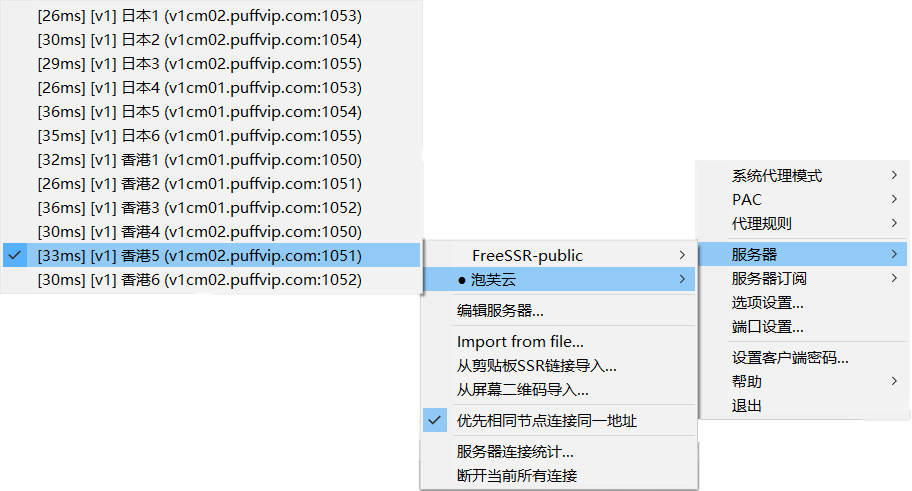 [26ms] [v1] 日本1 (v1cm02.puffvip.com:1053)
[30ms] [v1] 日本2 (v1cm02.puffvip.com:1054)
[29ms] [v1] 日本3 (v1cm02.puffvip.com:1055)
[26ms] [v1] 日本4 (v1cm01.puffvip.com:1053)
[36ms] [v1] 日本5 (v1cm01.puffvip.com:1054)
[35ms] [v1] 日本6 (v1cm01.puffvip.com:1055)
[32ms] [v1] 香港1 (v1cm01.puffvip.com:1050)
[26ms] [v1] 香港2 (v1cm01.puffvip.com:1051)
[36ms] [v1] 香港3 (v1cm01.puffvip.com:1052)
[30ms] [v1] 香港4 (v1cm02.puffvip.com:1050)
[33ms] [v1] 香港5 (v1cm02.puffvip.com:1051)
[30ms] [v1] 香港6 (v1cm02.puffvip.com:1052)
FreeSSR-public
● 泡芙云
编辑服务器...
Import from file...
从剪贴板SSR链接导入...
从屏幕二维码导入...
优先相同节点连接同一地址
服务器连接统计...
断开当前所有连接
系统代理模式
PAC
代理规则
服务器
服务器订阅
选项设置...
端口设置...
设置客户端密码...
帮助
退出